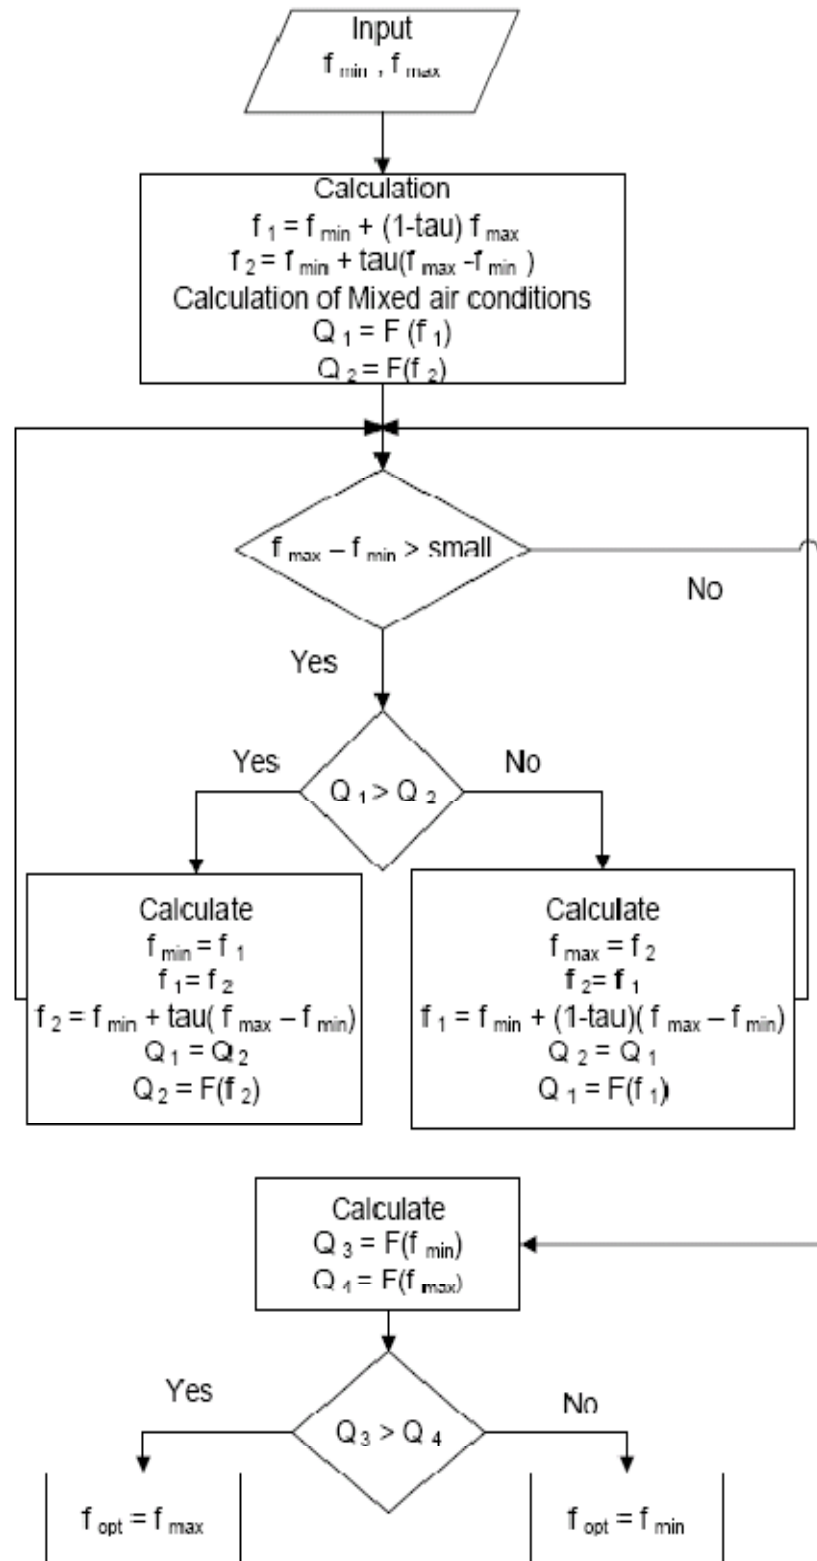 Input
f min , f max
Calculation
f 1 = f min + (1-tau) f max
f 2 = f min + tau(f max -f min )
Calculation of Mixed air conditions
Q 1 = F (f 1)
Q 2 = F(f 2)
f max – f min > small
No
Yes
Yes
No
Q 1 > Q 2
Calculate
f min = f 1
f 1= f 2
f 2 = f min + tau( f max – f min)
Q 1 = Q 2
Q 2 = F(f 2)
Calculate
f max = f 2
f 2= f 1
f 1 = f min + (1-tau)( f max – f min)
Q 2 = Q 1
Q 1 = F(f 1)
Calculate
Q 3 = F(f min)
Q 4 = F(f max)
Yes
No
Q 3 > Q 4
f opt = f max
f opt = f min